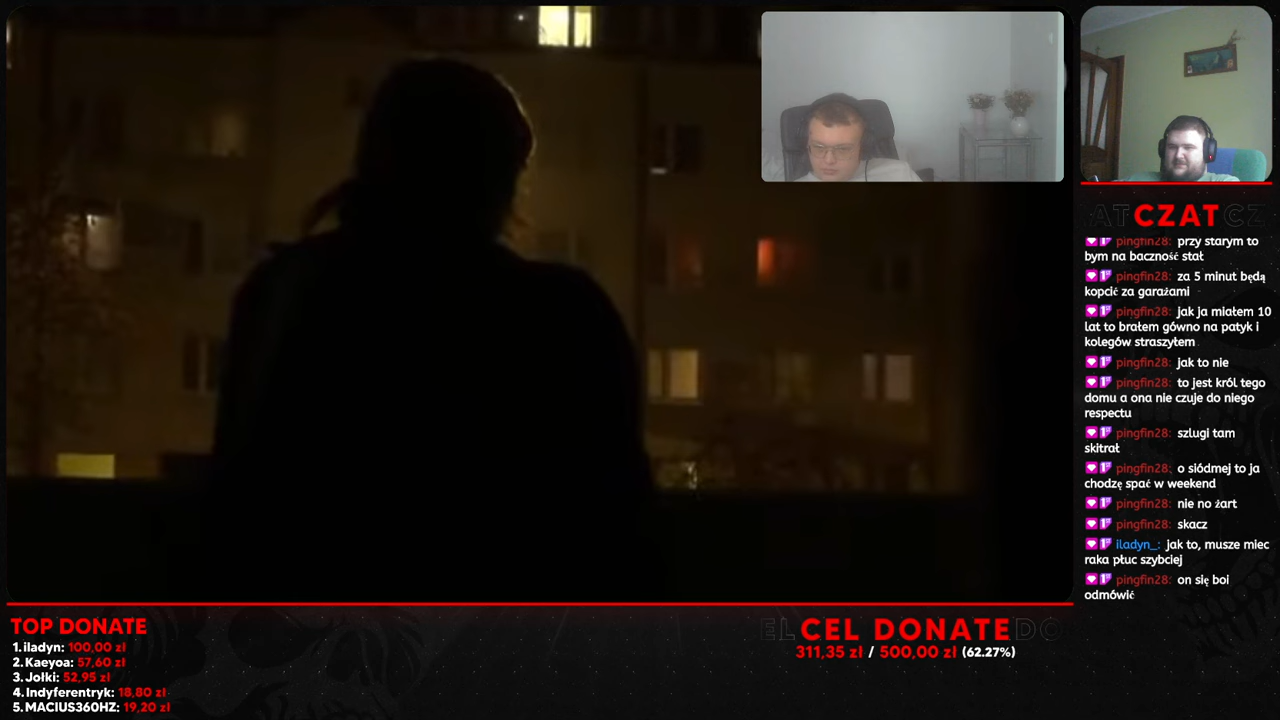 CZAT
pingfin28: przy starym to
bym na baczność stał
pingfin28: za 5 minut będą
kopcić za garażami
pingfin28: jak ja miałem 10
lat to brałem gówno na patyk i
kolegów straszyłem
pingfin28: jak to nie
pingfin28: to jest król tego
domu a ona nie czuje do niego
respectu
pingfin28: szlugi tam
skitrał
pingfin28: o siódmej to ja
chodzę spać w weekend
pingfin28: nie no żart
pingfin28: skacz
iladyn_: jak to, musze miec
raka płuc szybciej
pingfin28: on się boi
odmówić
TOP DONATE
1. iladyn: 100,00 zł
2. Kaeyoa: 57,60 zł
3. Jołki: 52,95 zł
4. Indyferentryk: 18,80 zł
5. MACIUS360HZ: 19,20 zł
CEL DONATE
311,35 zł / 500,00 zł (62.27%)